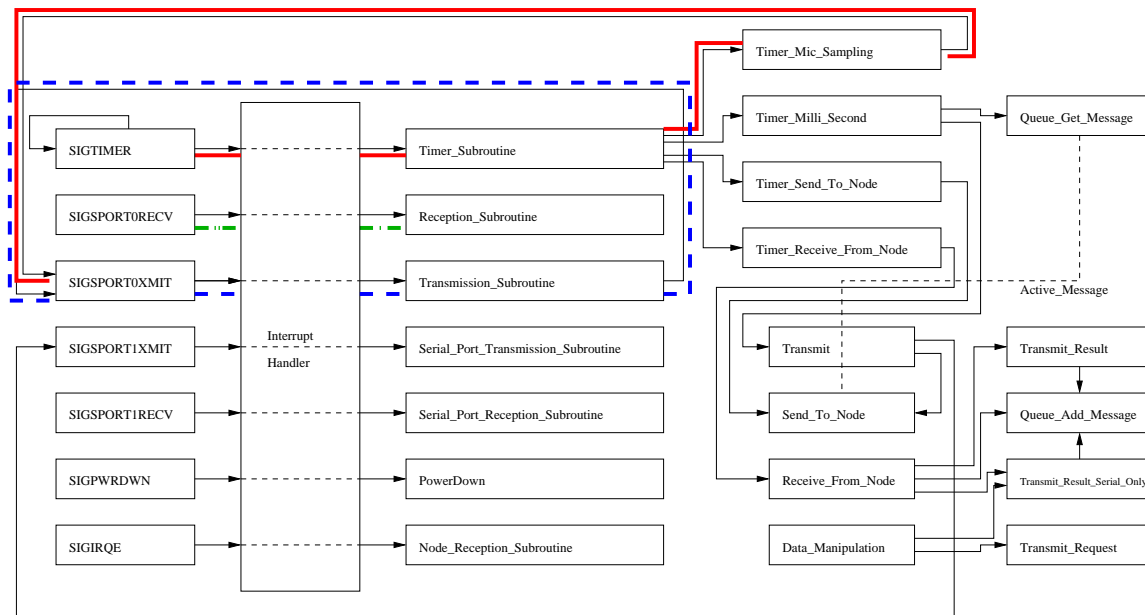 Timer_Mic_Sampling
Timer_Milli_Second
Queue_Get_Message
SIGTIMER
Timer_Subroutine
Timer_Send_To_Node
SIGSPORT0RECV
Reception_Subroutine
Timer_Receive_From_Node
SIGSPORT0XMIT
Transmission_Subroutine
Active_Message
Interrupt
Handler
SIGSPORT1XMIT
Serial_Port_Transmission_Subroutine
Transmit
Transmit_Result
SIGSPORT1RECV
Serial_Port_Reception_Subroutine
Send_To_Node
Queue_Add_Message
SIGPWRDWN
PowerDown
Receive_From_Node
Transmit_Result_Serial_Only
SIGIRQE
Node_Reception_Subroutine
Data_Manipulation
Transmit_Request